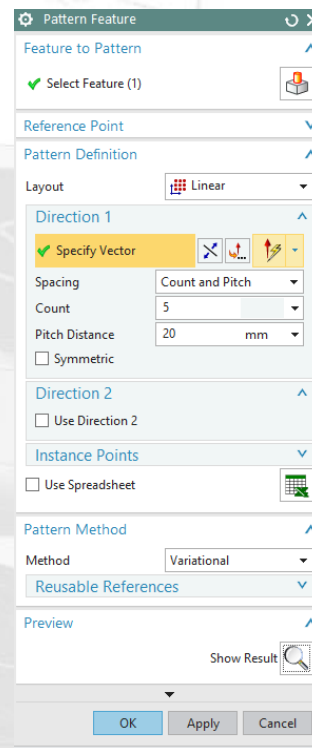 Pattern Feature
Feature to Pattern
Select Feature (1)
Reference Point
Pattern Definition
Layout Linear
Direction 1
Specify Vector
Spacing Count and Pitch
Count 5
Pitch Distance 20 mm
Symmetric
Direction 2
Use Direction 2
Instance Points
Use Spreadsheet
Pattern Method
Method Variational
Reusable References
Preview
Show Result
OK Apply Cancel